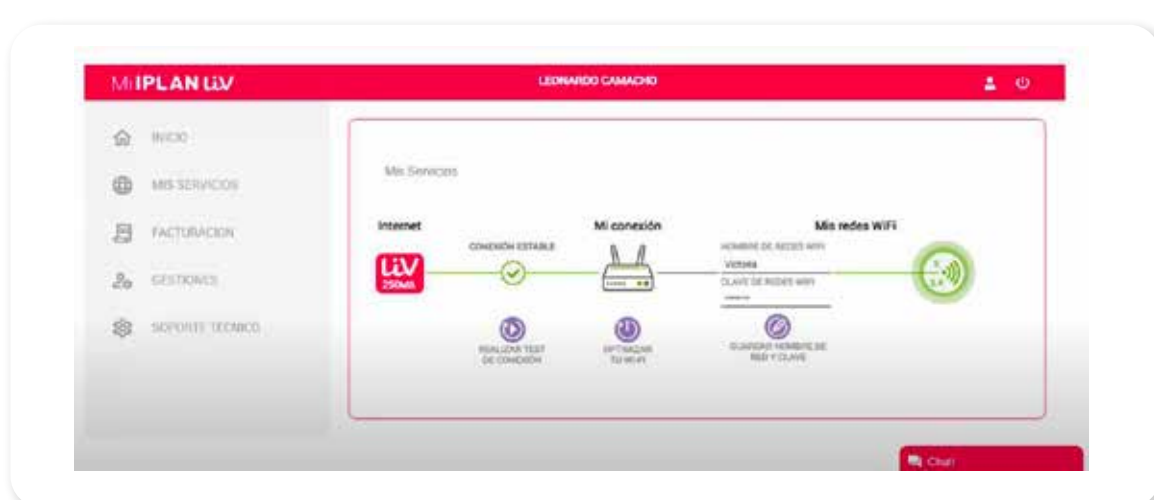 Mi IPLAN LiV
LEONARDO CAMACHO
INICIO
MIS SERVICIOS
FACTURACION
GESTIONES
SOPORTE TECNICO
Mis Servicios
Internet
Mi conexión
Mis redes WiFi
CONEXIÓN ESTABLE
NOMBRE DE REDES WIFI
Victoria
CLAVE DE REDES WIFI
LiV
250MB
REALIZAR TEST
DE CONEXIÓN
OPTIMIZAR
TU WI-FI
GUARDAR NOMBRE DE
RED Y CLAVE
Chat